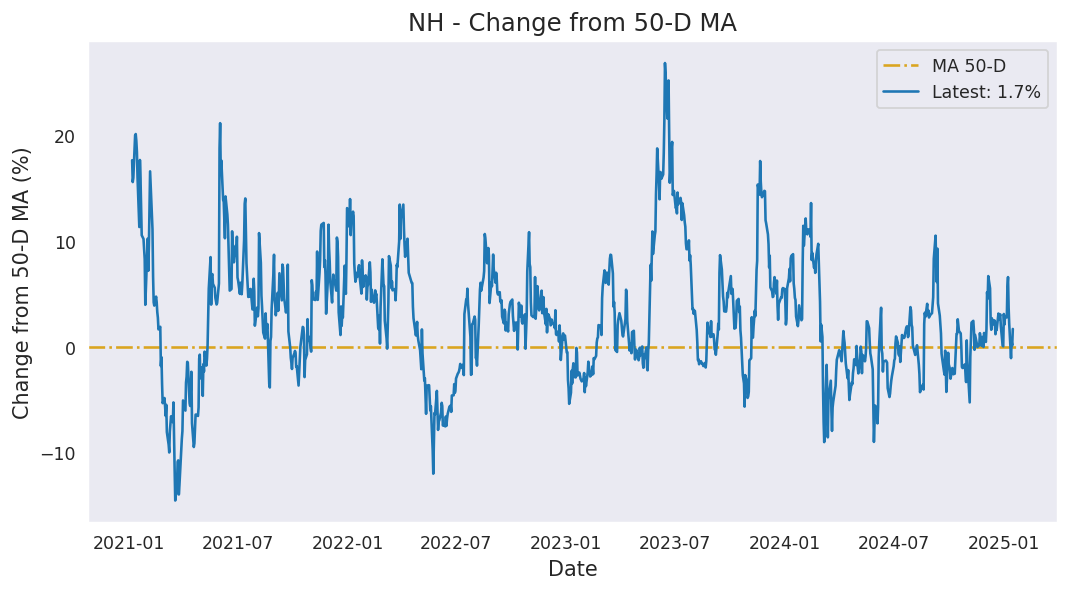 NH - Change from 50-D MA
MA 50-D
Latest: 1.7%
Change from 50-D MA (%)
20
10
0
−10
2021-01
2021-07
2022-01
2022-07
2023-01
2023-07
2024-01
2024-07
2025-01
Date